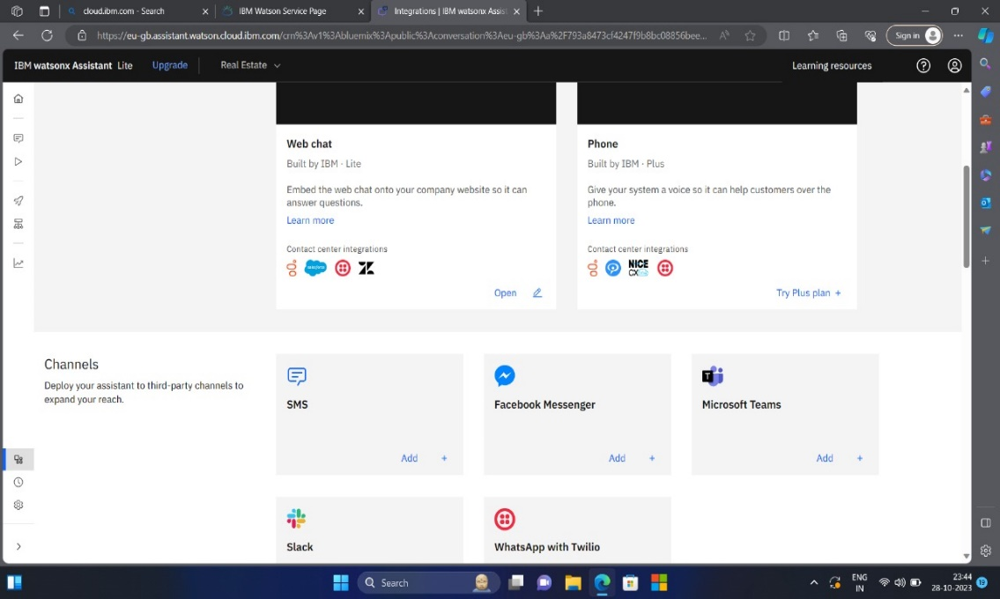 cloud.ibm.com - Search
IBM Watson Service Page
Integrations | IBM watsonx Assis
https://eu-gb.assistant.watson.cloud.ibm.com/crn%3Av1%3Abluemix%3Apublic%3Aconversation%3Aeu-gb%3Aa%2F793a8473cf4247f9b8bc08856bee...
Sign in
IBM watsonx Assistant Lite
Upgrade
Real Estate
Learning resources
Web chat
Built by IBM · Lite
Embed the web chat onto your company website so it can
answer questions.
Learn more
Contact center integrations
Open
Phone
Built by IBM · Plus
Give your system a voice so it can help customers over the
phone.
Learn more
Contact center integrations
NICE
CXone
Try Plus plan +
Channels
Deploy your assistant to third-party channels to
expand your reach.
SMS
Add +
Facebook Messenger
Add +
Microsoft Teams
Add +
Slack
WhatsApp with Twilio
Search
ENG
IN
23:44
28-10-2023
19